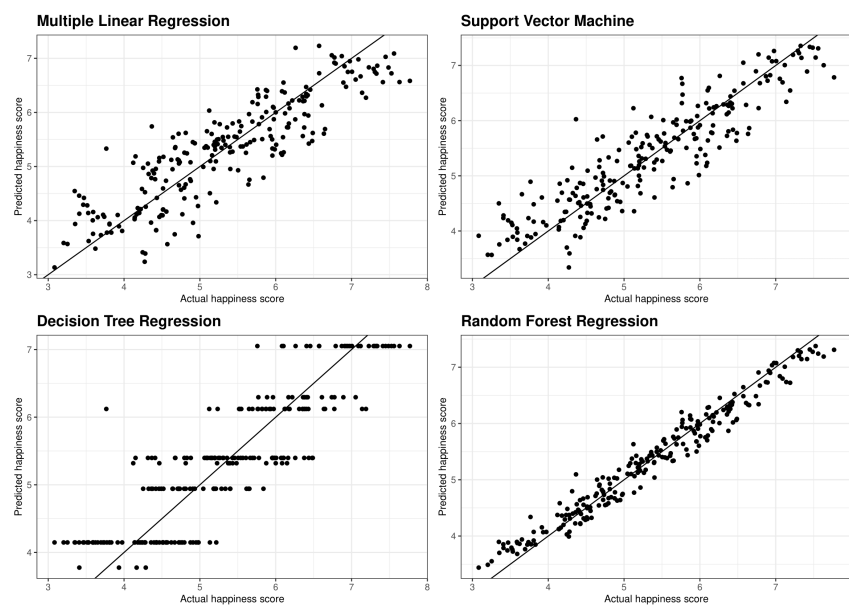 Multiple Linear Regression
Predicted happiness score
7
6
5
4
3
3 4 5 6 7 8
Actual happiness score
Support Vector Machine
Predicted happiness score
7
6
5
4
3 4 5 6 7
Actual happiness score
Decision Tree Regression
Predicted happiness score
7
6
5
4
3 4 5 6 7 8
Actual happiness score
Random Forest Regression
Predicted happiness score
7
6
5
4
3 4 5 6 7
Actual happiness score